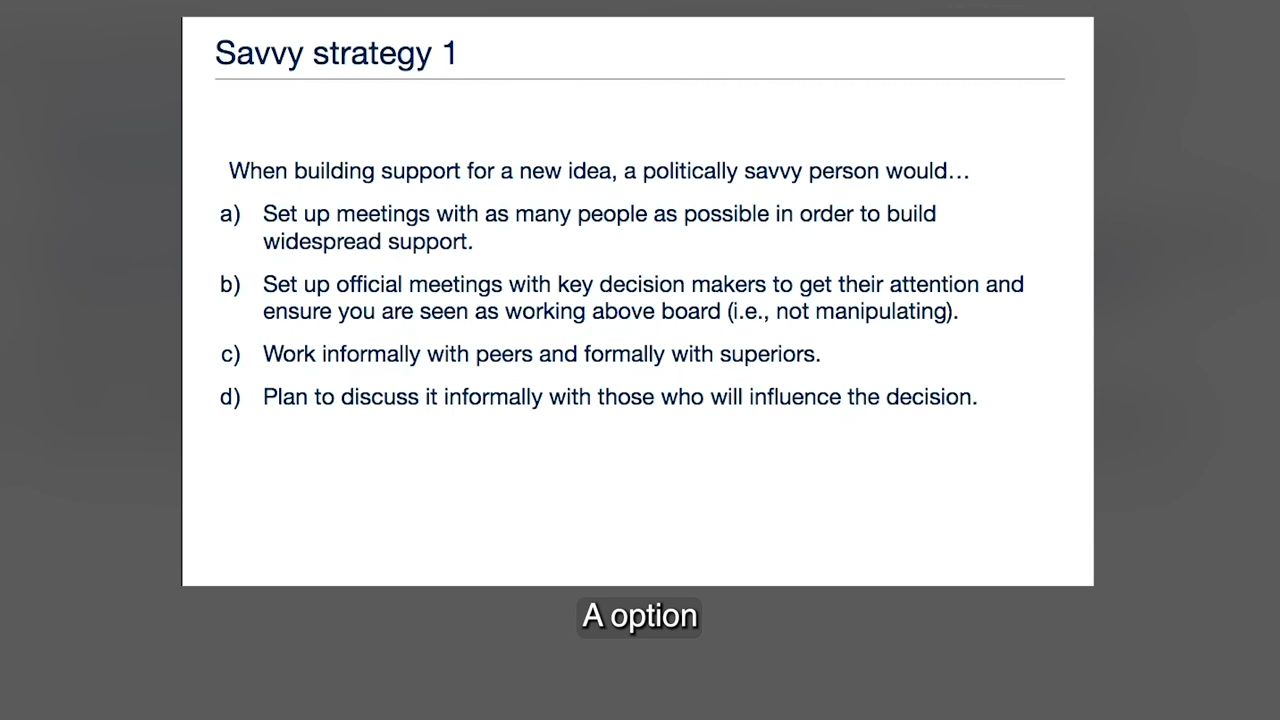 Savvy strategy 1
When building support for a new idea, a politically savvy person would…
a) Set up meetings with as many people as possible in order to build
widespread support.
b) Set up official meetings with key decision makers to get their attention and
ensure you are seen as working above board (i.e., not manipulating).
c) Work informally with peers and formally with superiors.
d) Plan to discuss it informally with those who will influence the decision.
A option